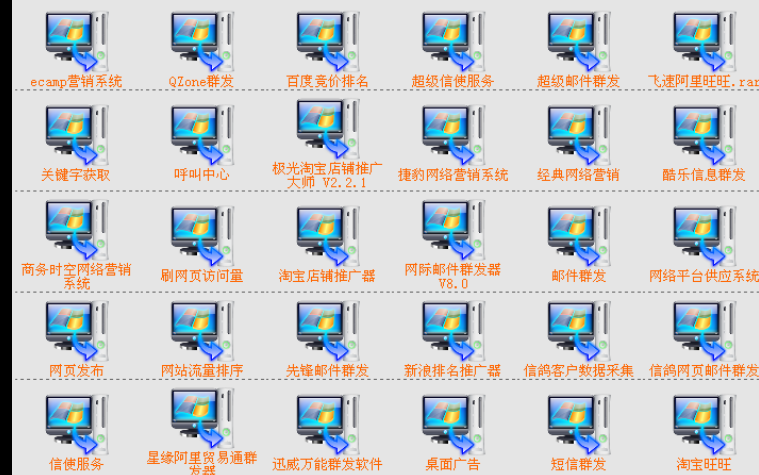 ecamp营销系统
QZone群发
百度竞价排名
超级信使服务
超级邮件群发
飞速阿里旺旺.rar
关键字获取
呼叫中心
极光淘宝店铺推广
大师 V2.2.1
捷豹网络营销系统
经典网络营销
酷乐信息群发
商务时空网络营销
系统
刷网页访问量
淘宝店铺推广器
网际邮件群发器
V8.0
邮件群发
网络平台供应系统
网页发布
网站流量排序
先锋邮件群发
新浪排名推广器
信鸽客户数据采集
信鸽网页邮件群发
信使服务
星缘阿里贸易通群
发器
迅威万能群发软件
桌面广告
短信群发
淘宝旺旺